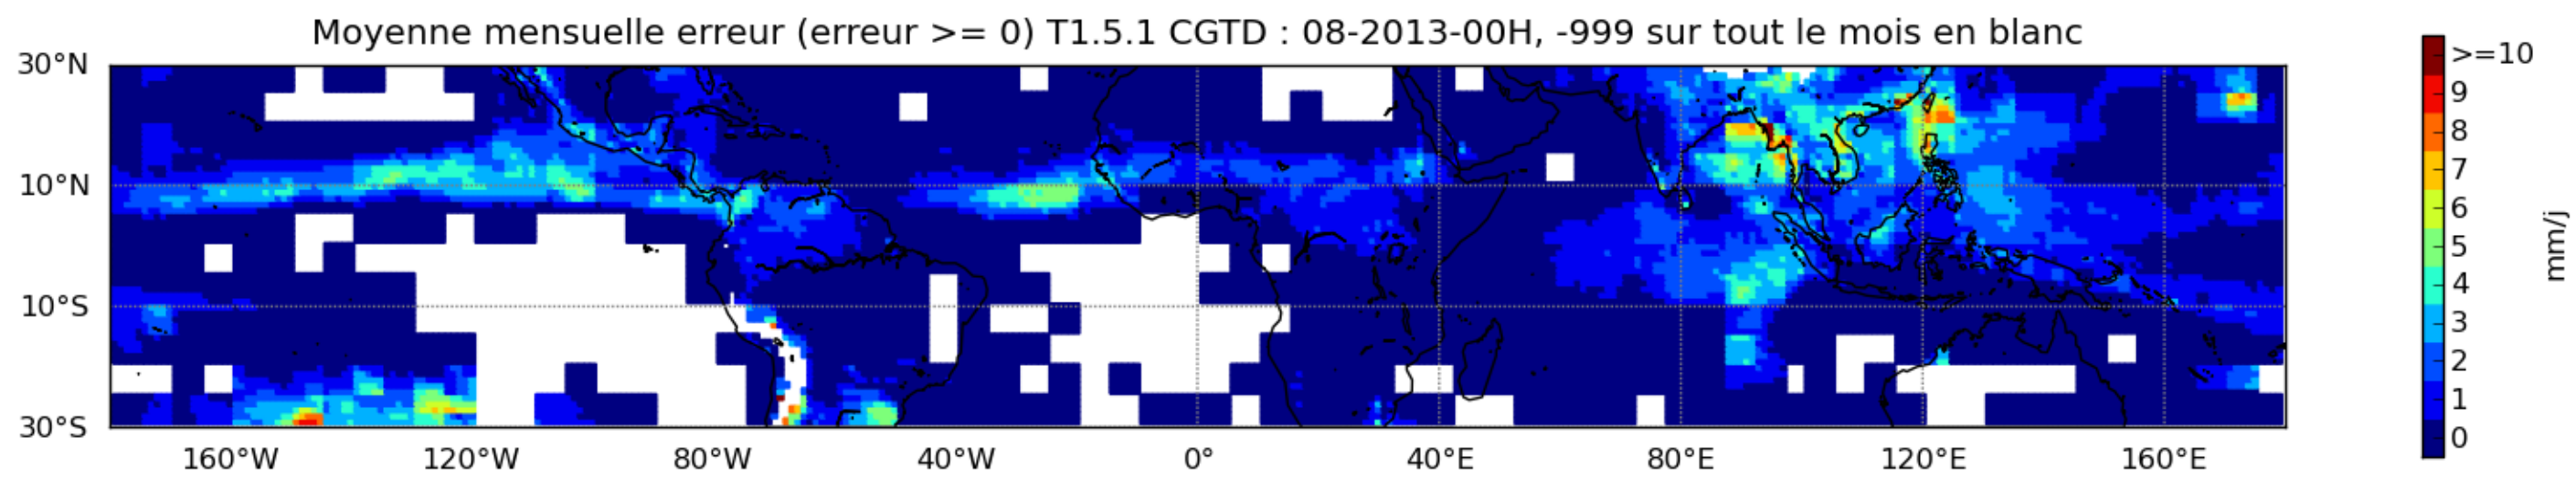 Moyenne mensuelle erreur (erreur >= 0) T1.5.1 CGTD : 08-2013-00H, -999 sur tout le mois en blanc
30°N
10°N
10°S
30°S
160°W 120°W 80°W 40°W 0° 40°E 80°E 120°E 160°E
>=10
9
8
7
6
5
4
3
2
1
0
mm/j